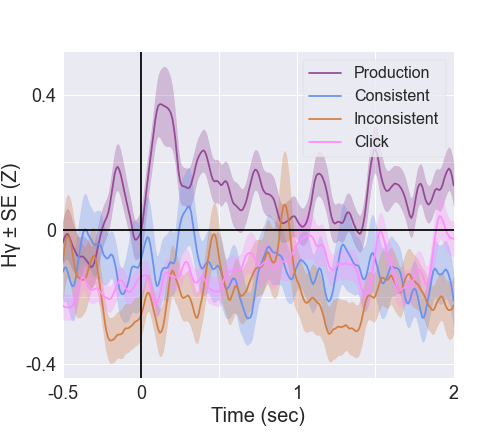 Production
Consistent
Inconsistent
Click
0.4
0
-0.4
Hγ ± SE (Z)
-0.5 0 1 2
Time (sec)